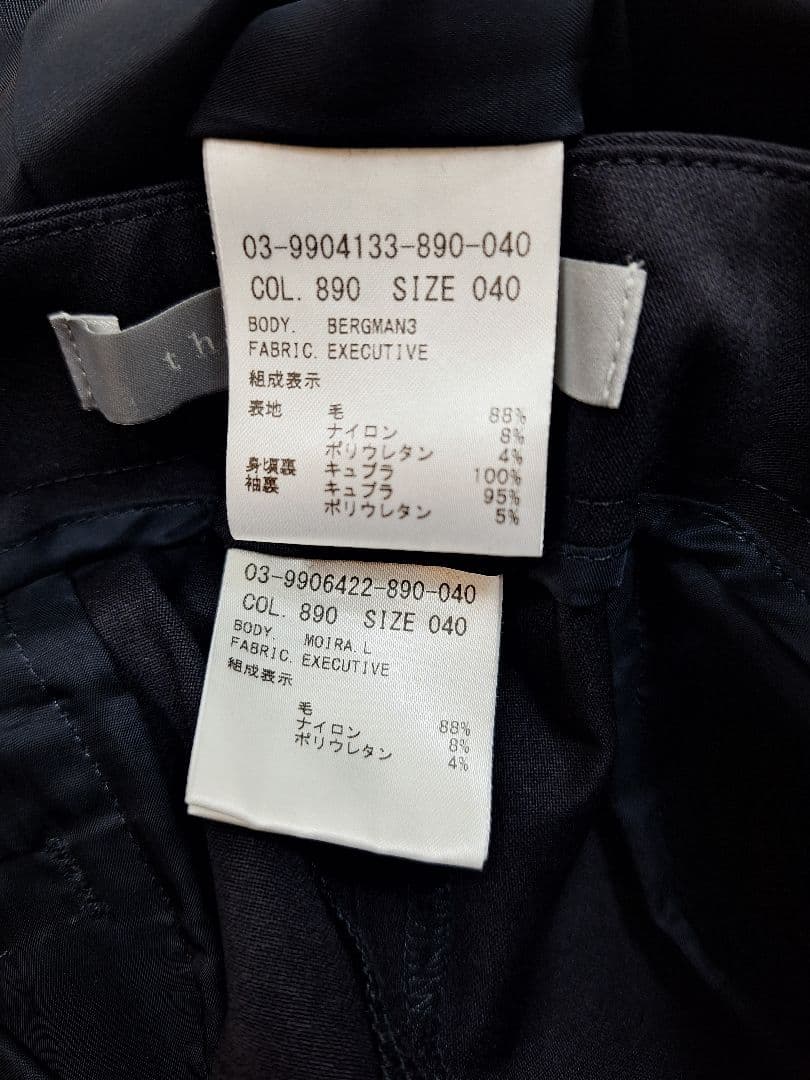 03-9904133-890-040
COL. 890 SIZE 040
BODY. BERGMAN3
FABRIC. EXECUTIVE
組成表示
表地 毛 88%
ナイロン 8%
ポリウレタン 4%
身頃裏 キュプラ 100%
袖裏 キュプラ 95%
ポリウレタン 5%
th
03-9906422-890-040
COL. 890 SIZE 040
BODY. MOIRA.L
FABRIC. EXECUTIVE
組成表示
毛 88%
ナイロン 8%
ポリウレタン 4%